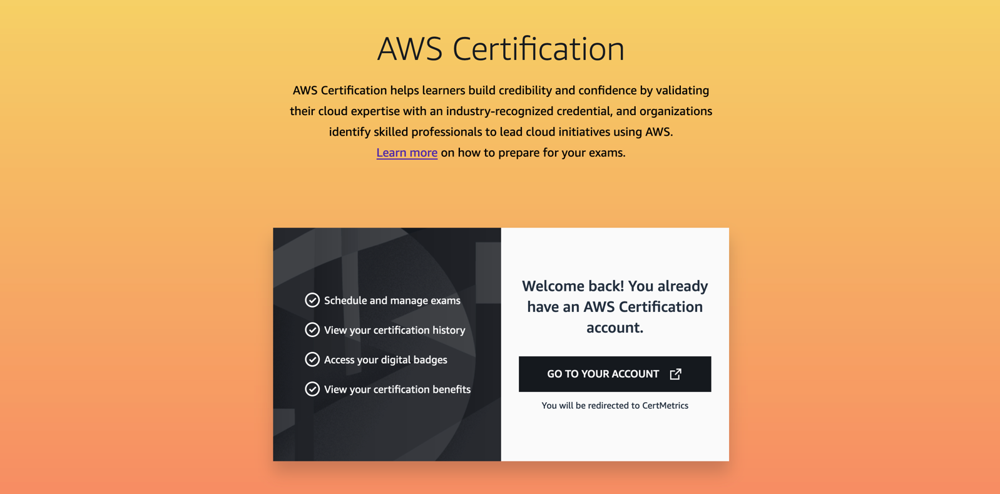 AWS Certification
AWS Certification helps learners build credibility and confidence by validating
their cloud expertise with an industry-recognized credential, and organizations
identify skilled professionals to lead cloud initiatives using AWS.
Learn more on how to prepare for your exams.
Schedule and manage exams
View your certification history
Access your digital badges
View your certification benefits
Welcome back! You already
have an AWS Certification
account.
GO TO YOUR ACCOUNT
You will be redirected to CertMetrics